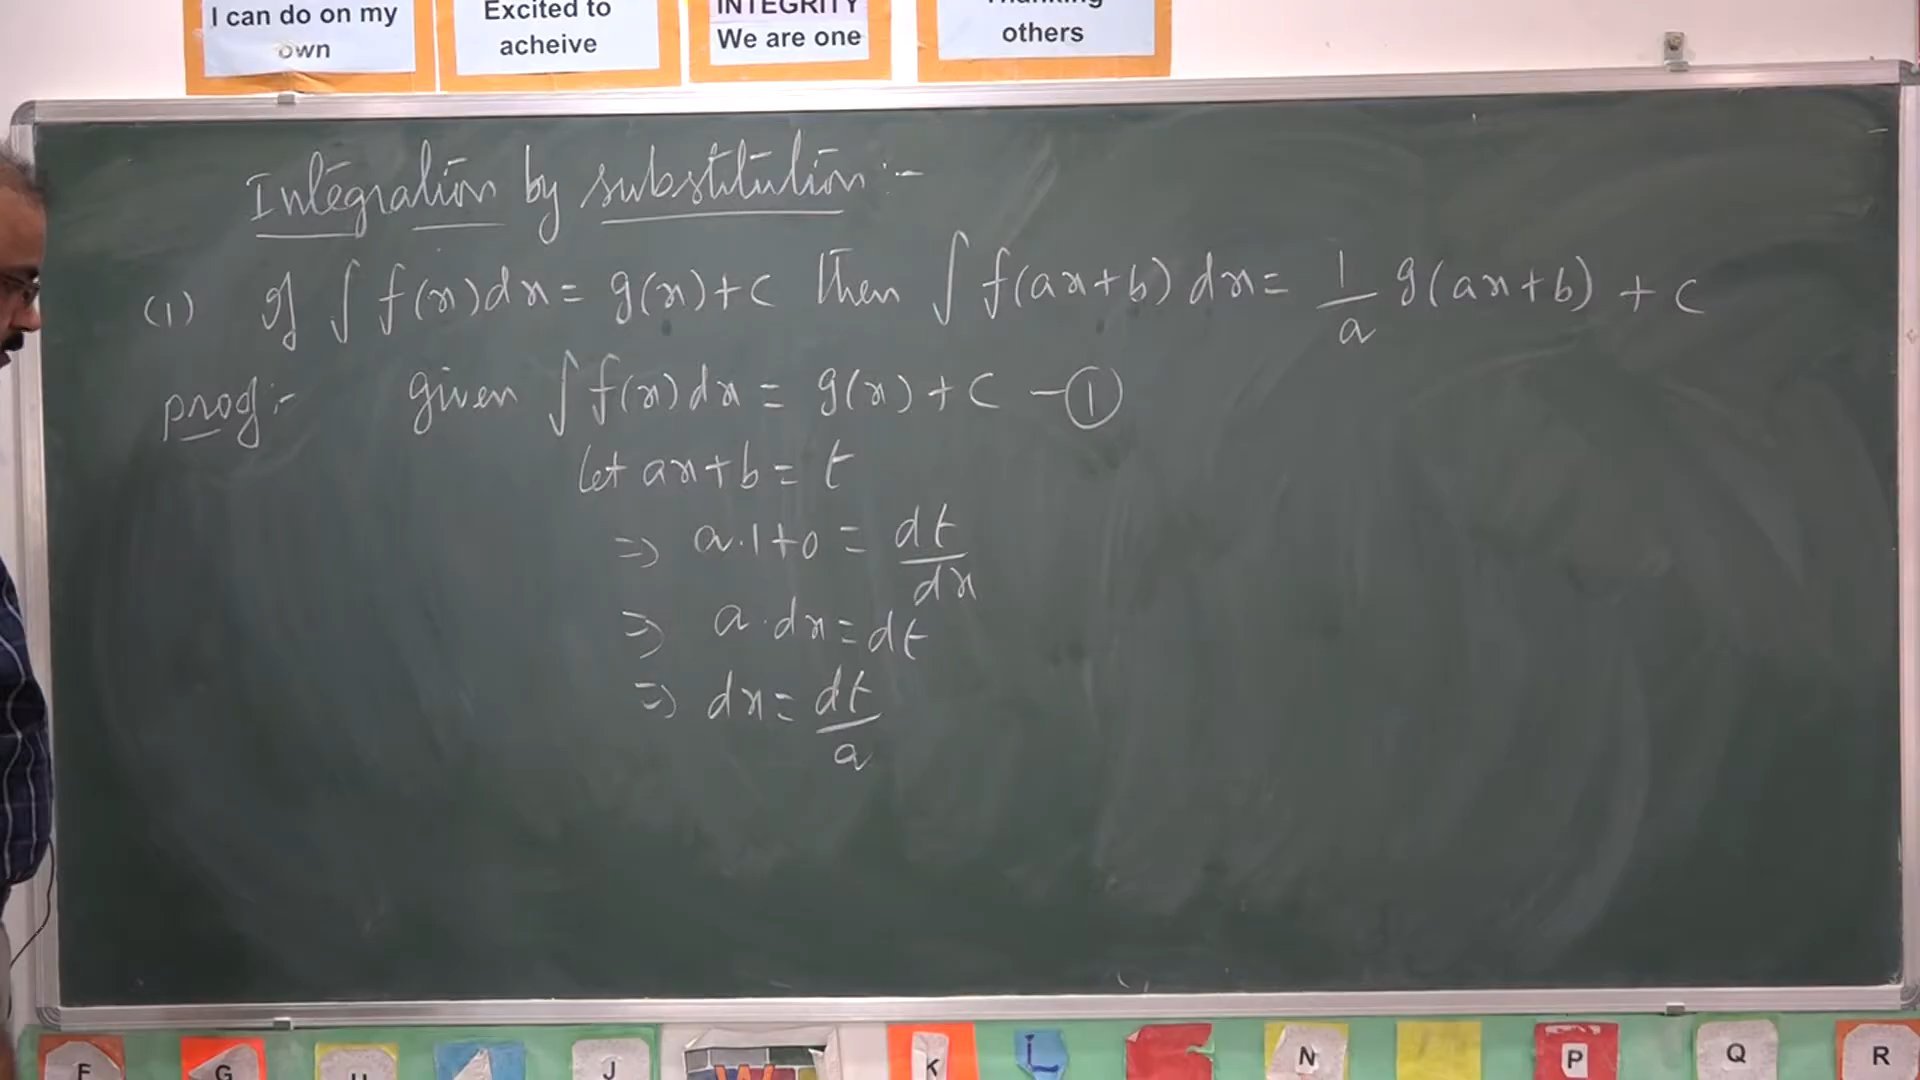 I can do on my
own
Excited to
acheive
INTEGRITY
We are one
others
Integration by substitution :-
(1) If ∫ f(x)dx = g(x)+c then ∫ f(ax+b) dx = 1/a g(ax+b) + c
proof:- given ∫ f(x)dx = g(x)+c —①
let ax+b = t
⇒ a.1+0 = dt/dx
⇒ a.dx = dt
⇒ dx = dt/a
F G J K L N P Q R